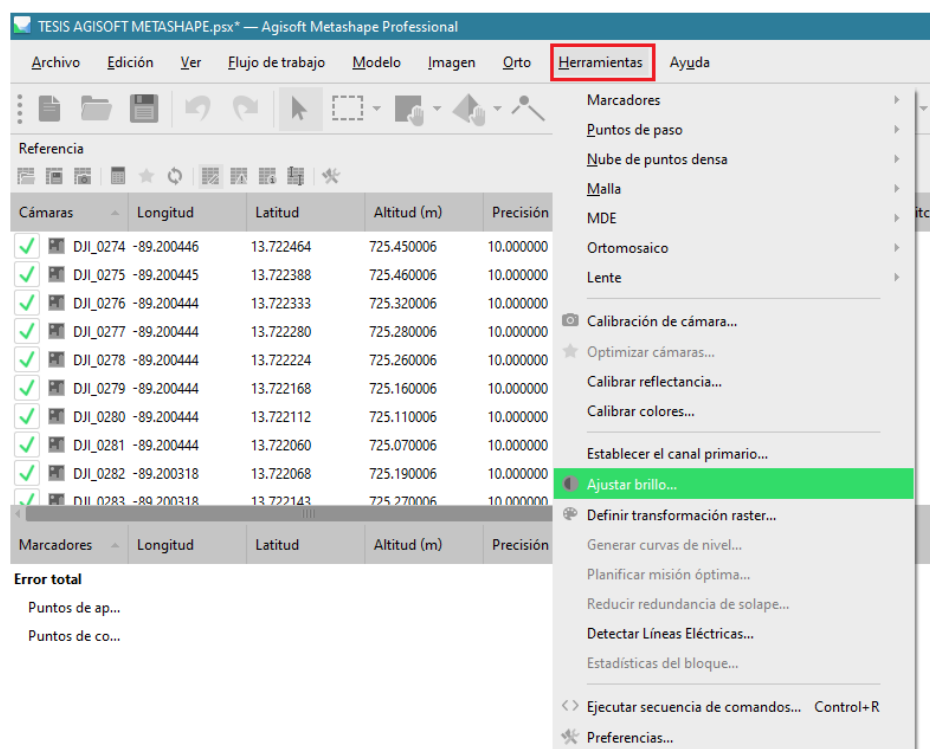 TESIS AGISOFT METASHAPE.psx* — Agisoft Metashape Professional
Archivo Edición Ver Flujo de trabajo Modelo Imagen Orto Herramientas Ayuda
Referencia
Cámaras Longitud Latitud Altitud (m) Precisión
DJI_0274 -89.200446 13.722464 725.450006 10.000000
DJI_0275 -89.200445 13.722388 725.460006 10.000000
DJI_0276 -89.200444 13.722333 725.320006 10.000000
DJI_0277 -89.200444 13.722280 725.280006 10.000000
DJI_0278 -89.200444 13.722224 725.260006 10.000000
DJI_0279 -89.200444 13.722168 725.160006 10.000000
DJI_0280 -89.200444 13.722112 725.110006 10.000000
DJI_0281 -89.200444 13.722060 725.070006 10.000000
DJI_0282 -89.200318 13.722068 725.190006 10.000000
DJI_0283 -89.200318 13.722143 725.270006 10.000000
Marcadores Longitud Latitud Altitud (m) Precisión
Error total
Puntos de ap...
Puntos de co...
Marcadores
Puntos de paso
Nube de puntos densa
Malla
MDE
Ortomosaico
Lente
Calibración de cámara...
Optimizar cámaras...
Calibrar reflectancia...
Calibrar colores...
Establecer el canal primario...
Ajustar brillo...
Definir transformación raster...
Generar curvas de nivel...
Planificar misión óptima...
Reducir redundancia de solape...
Detectar Líneas Eléctricas...
Estadísticas del bloque...
Ejecutar secuencia de comandos... Control+R
Preferencias...